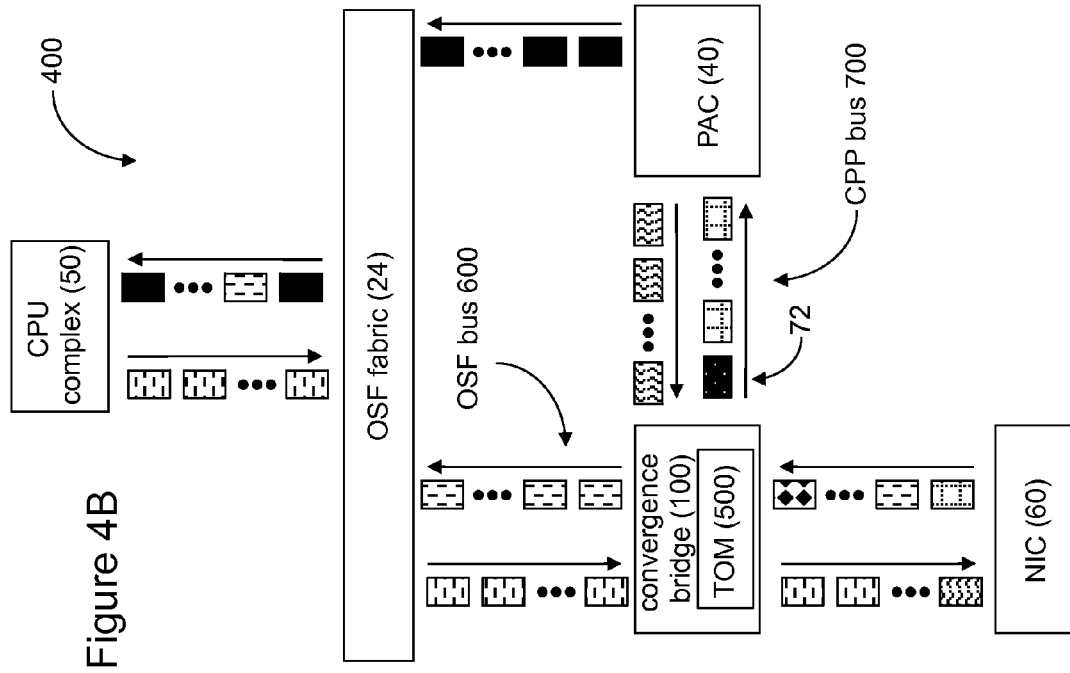 Figure 4B
400
CPU
complex (50)
OSF fabric (24)
OSF bus 600
convergence
bridge (100)
TOM (500)
PAC (40)
72
CPP bus 700
NIC (60)